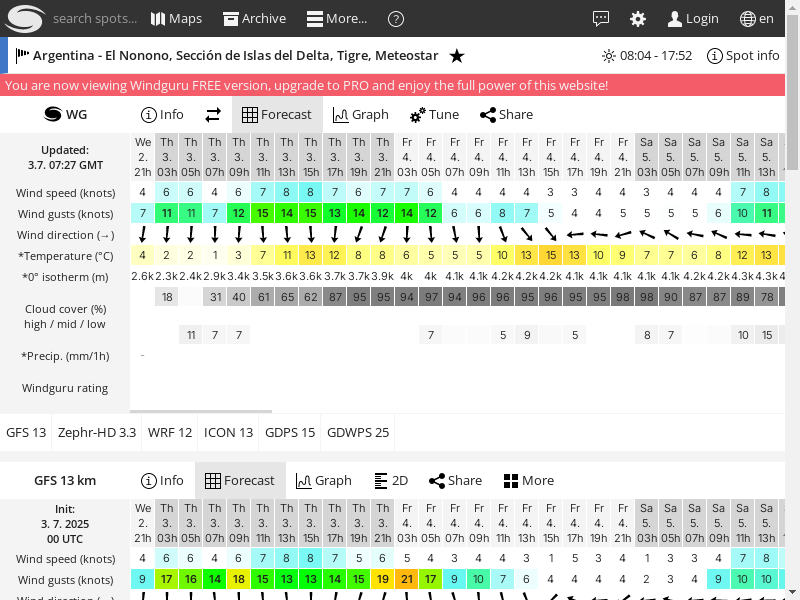 search spots...
Maps
Archive
More...
?
Login
en
Argentina - El Nonono, Sección de Islas del Delta, Tigre, Meteostar ★
08:04 - 17:52
Spot info
You are now viewing Windguru FREE version, upgrade to PRO and enjoy the full power of this website!
WG
Info
Forecast
Graph
Tune
Share
Updated:
3.7. 07:27 GMT
We Th Th Th Th Th Th Th Th Th Th Fr Fr Fr Fr Fr Fr Fr Fr Fr Fr Sa Sa Sa Sa Sa Sa
2. 3. 3. 3. 3. 3. 3. 3. 3. 3. 3. 4. 4. 4. 4. 4. 4. 4. 4. 4. 4. 5. 5. 5. 5. 5. 5.
21h 03h 05h 07h 09h 11h 13h 15h 17h 19h 21h 03h 05h 07h 09h 11h 13h 15h 17h 19h 21h 03h 05h 07h 09h 11h 13h
Wind speed (knots) 4 6 6 4 6 7 8 8 7 6 7 7 6 4 4 4 4 3 3 4 4 3 4 4 4 7 8
Wind gusts (knots) 7 11 11 7 12 15 14 15 13 14 12 14 12 6 6 8 7 5 4 4 5 5 5 5 6 10 11
Wind direction (→)
*Temperature (°C) 4 2 2 1 3 7 11 13 12 8 8 6 5 5 5 10 13 15 13 10 9 7 7 6 8 12 13
*0° isotherm (m) 2.6k 2.3k 2.4k 2.9k 3.4k 3.5k 3.6k 3.6k 3.7k 3.7k 3.9k 4k 4k 4.1k 4.1k 4.2k 4.2k 4.1k 4.1k 4.1k 4.2k 4.1k 4.1k 4.2k 4.2k 4.3k 4.3k
Cloud cover (%)
high / mid / low
18 31 40 61 65 62 87 95 95 94 97 94 96 96 95 96 95 95 98 98 90 87 87 89 78
11 7 7 7 5 9 5 8 7 10 15
*Precip. (mm/1h) -
Windguru rating
GFS 13
Zephr-HD 3.3
WRF 12
ICON 13
GDPS 15
GDWPS 25
GFS 13 km
Info
Forecast
Graph
2D
Share
More
Init:
3. 7. 2025
00 UTC
We Th Th Th Th Th Th Th Th Th Th Fr Fr Fr Fr Fr Fr Fr Fr Fr Fr Sa Sa Sa Sa Sa Sa
2. 3. 3. 3. 3. 3. 3. 3. 3. 3. 3. 4. 4. 4. 4. 4. 4. 4. 4. 4. 4. 5. 5. 5. 5. 5. 5.
21h 03h 05h 07h 09h 11h 13h 15h 17h 19h 21h 03h 05h 07h 09h 11h 13h 15h 17h 19h 21h 03h 05h 07h 09h 11h 13h
Wind speed (knots) 4 6 6 4 6 7 8 8 7 5 6 5 4 3 4 4 3 1 5 3 4 1 3 3 4 7 8
Wind gusts (knots) 9 17 16 14 18 15 13 13 14 15 19 21 17 9 10 7 6 4 4 4 4 2 3 4 9 10 10